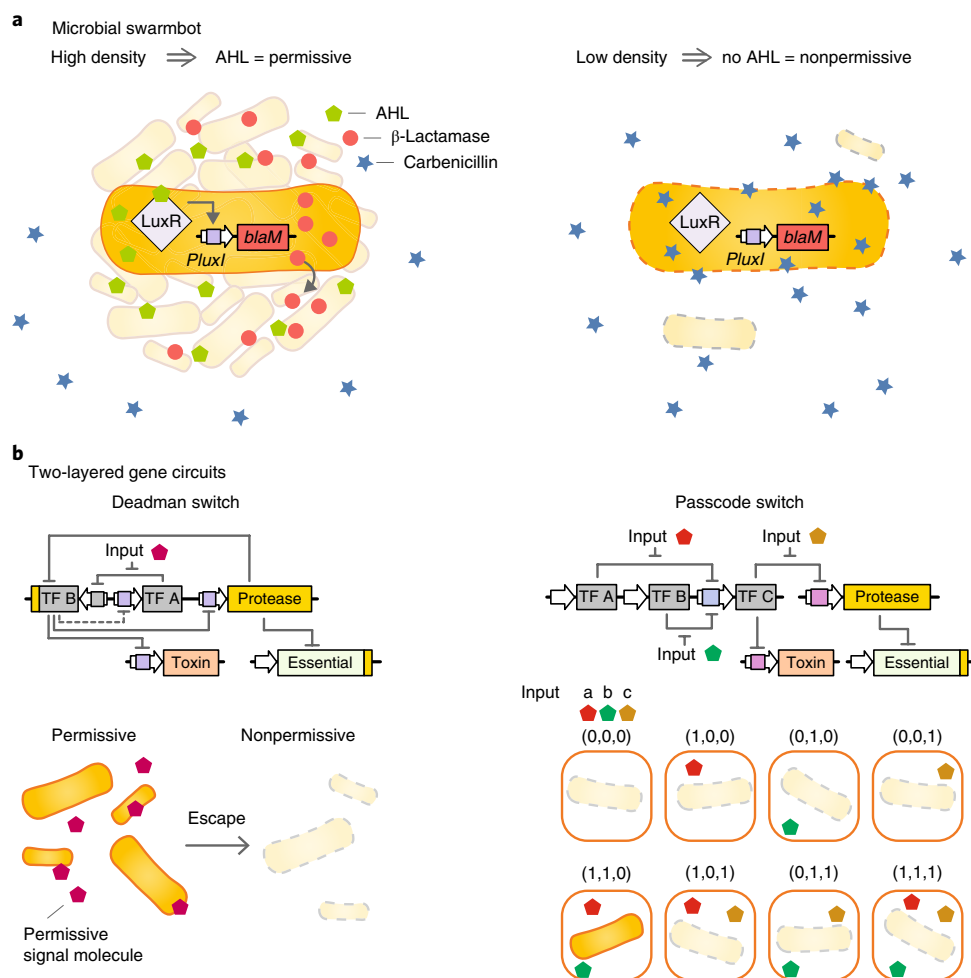 a
Microbial swarmbot
High density ⇒ AHL = permissive
Low density ⇒ no AHL = nonpermissive
AHL
β-Lactamase
Carbenicillin
LuxR
blaM
PluxI
LuxR
blaM
PluxI
b
Two-layered gene circuits
Deadman switch
Passcode switch
Input
TF B
TF A
Protease
Toxin
Essential
Input
Input
TF A
TF B
TF C
Protease
Input
Toxin
Essential
Permissive
Nonpermissive
Escape
Permissive
signal molecule
Input
a b c
(0,0,0) (1,0,0) (0,1,0) (0,0,1)
(1,1,0) (1,0,1) (0,1,1) (1,1,1)